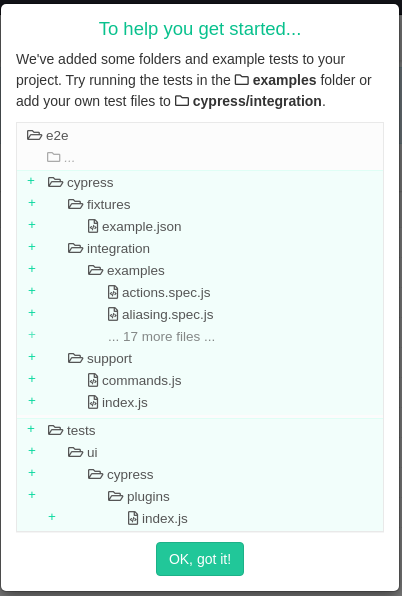 To help you get started...
We've added some folders and example tests to your
project. Try running the tests in the examples folder or
add your own test files to cypress/integration.
e2e
...
+ cypress
+ fixtures
+ example.json
+ integration
+ examples
+ actions.spec.js
+ aliasing.spec.js
+ ... 17 more files ...
+ support
+ commands.js
+ index.js
+ tests
+ ui
+ cypress
+ plugins
+ index.js
OK, got it!